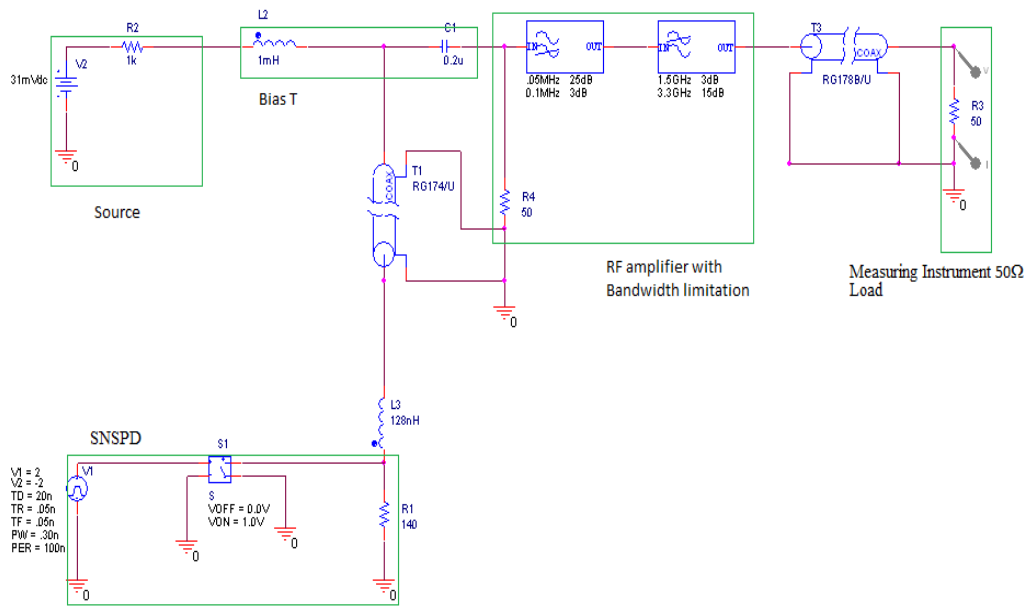 L2
1mH
C1
0.2u
R2
1k
31mVdc
V2
0
Source
Bias T
IN
OUT
.05MHz 25dB
0.1MHz 3dB
IN
OUT
1.5GHz 3dB
3.3GHz 15dB
T3
COAX
RG178B/U
V
R3
50
I
0
T1
COAX
RG174/U
R4
50
0
RF amplifier with
Bandwidth limitation
Measuring Instrument 50Ω
Load
L3
128nH
SNSPD
S1
S
VOFF = 0.0V
VON = 1.0V
0
0
V1
V1 = 2
V2 = -2
TD = 20n
TR = .05n
TF = .05n
PW = .30n
PER = 100n
0
R1
140
0